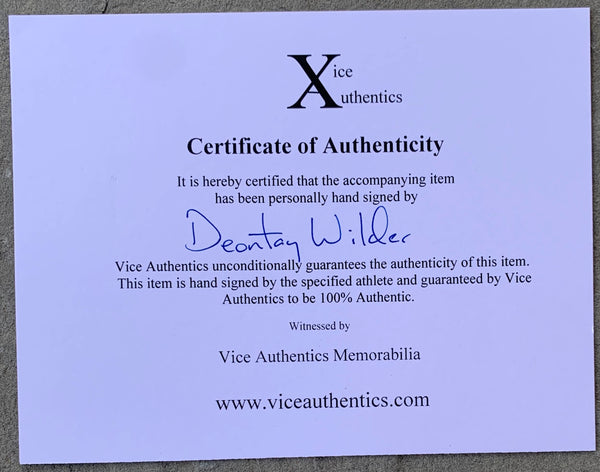 Vice
Authentics
Certificate of Authenticity
It is hereby certified that the accompanying item
has been personally hand signed by
Deontay Wilder
Vice Authentics unconditionally guarantees the authenticity of this item.
This item is hand signed by the specified athlete and guaranteed by Vice
Authentics to be 100% Authentic.
Witnessed by
Vice Authentics Memorabilia
www.viceauthentics.com